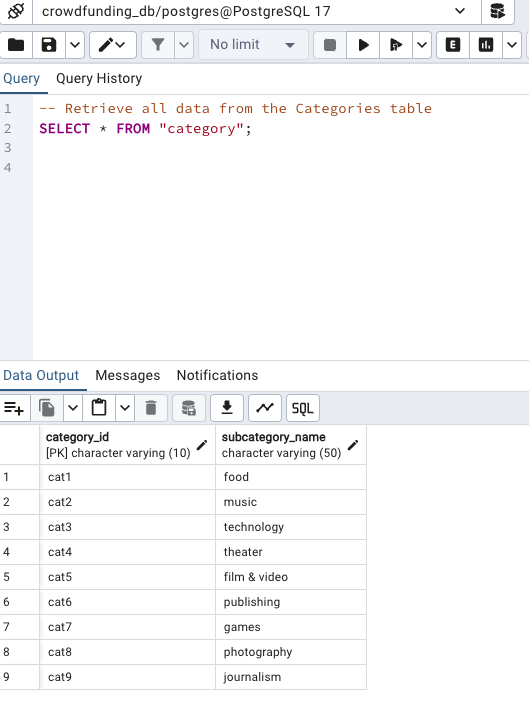 crowdfunding_db/postgres@PostgreSQL 17
No limit
E
Query Query History
1 -- Retrieve all data from the Categories table
2 SELECT * FROM "category";
3
4
Data Output Messages Notifications
SQL
category_id subcategory_name
[PK] character varying (10) character varying (50)
1 cat1 food
2 cat2 music
3 cat3 technology
4 cat4 theater
5 cat5 film & video
6 cat6 publishing
7 cat7 games
8 cat8 photography
9 cat9 journalism